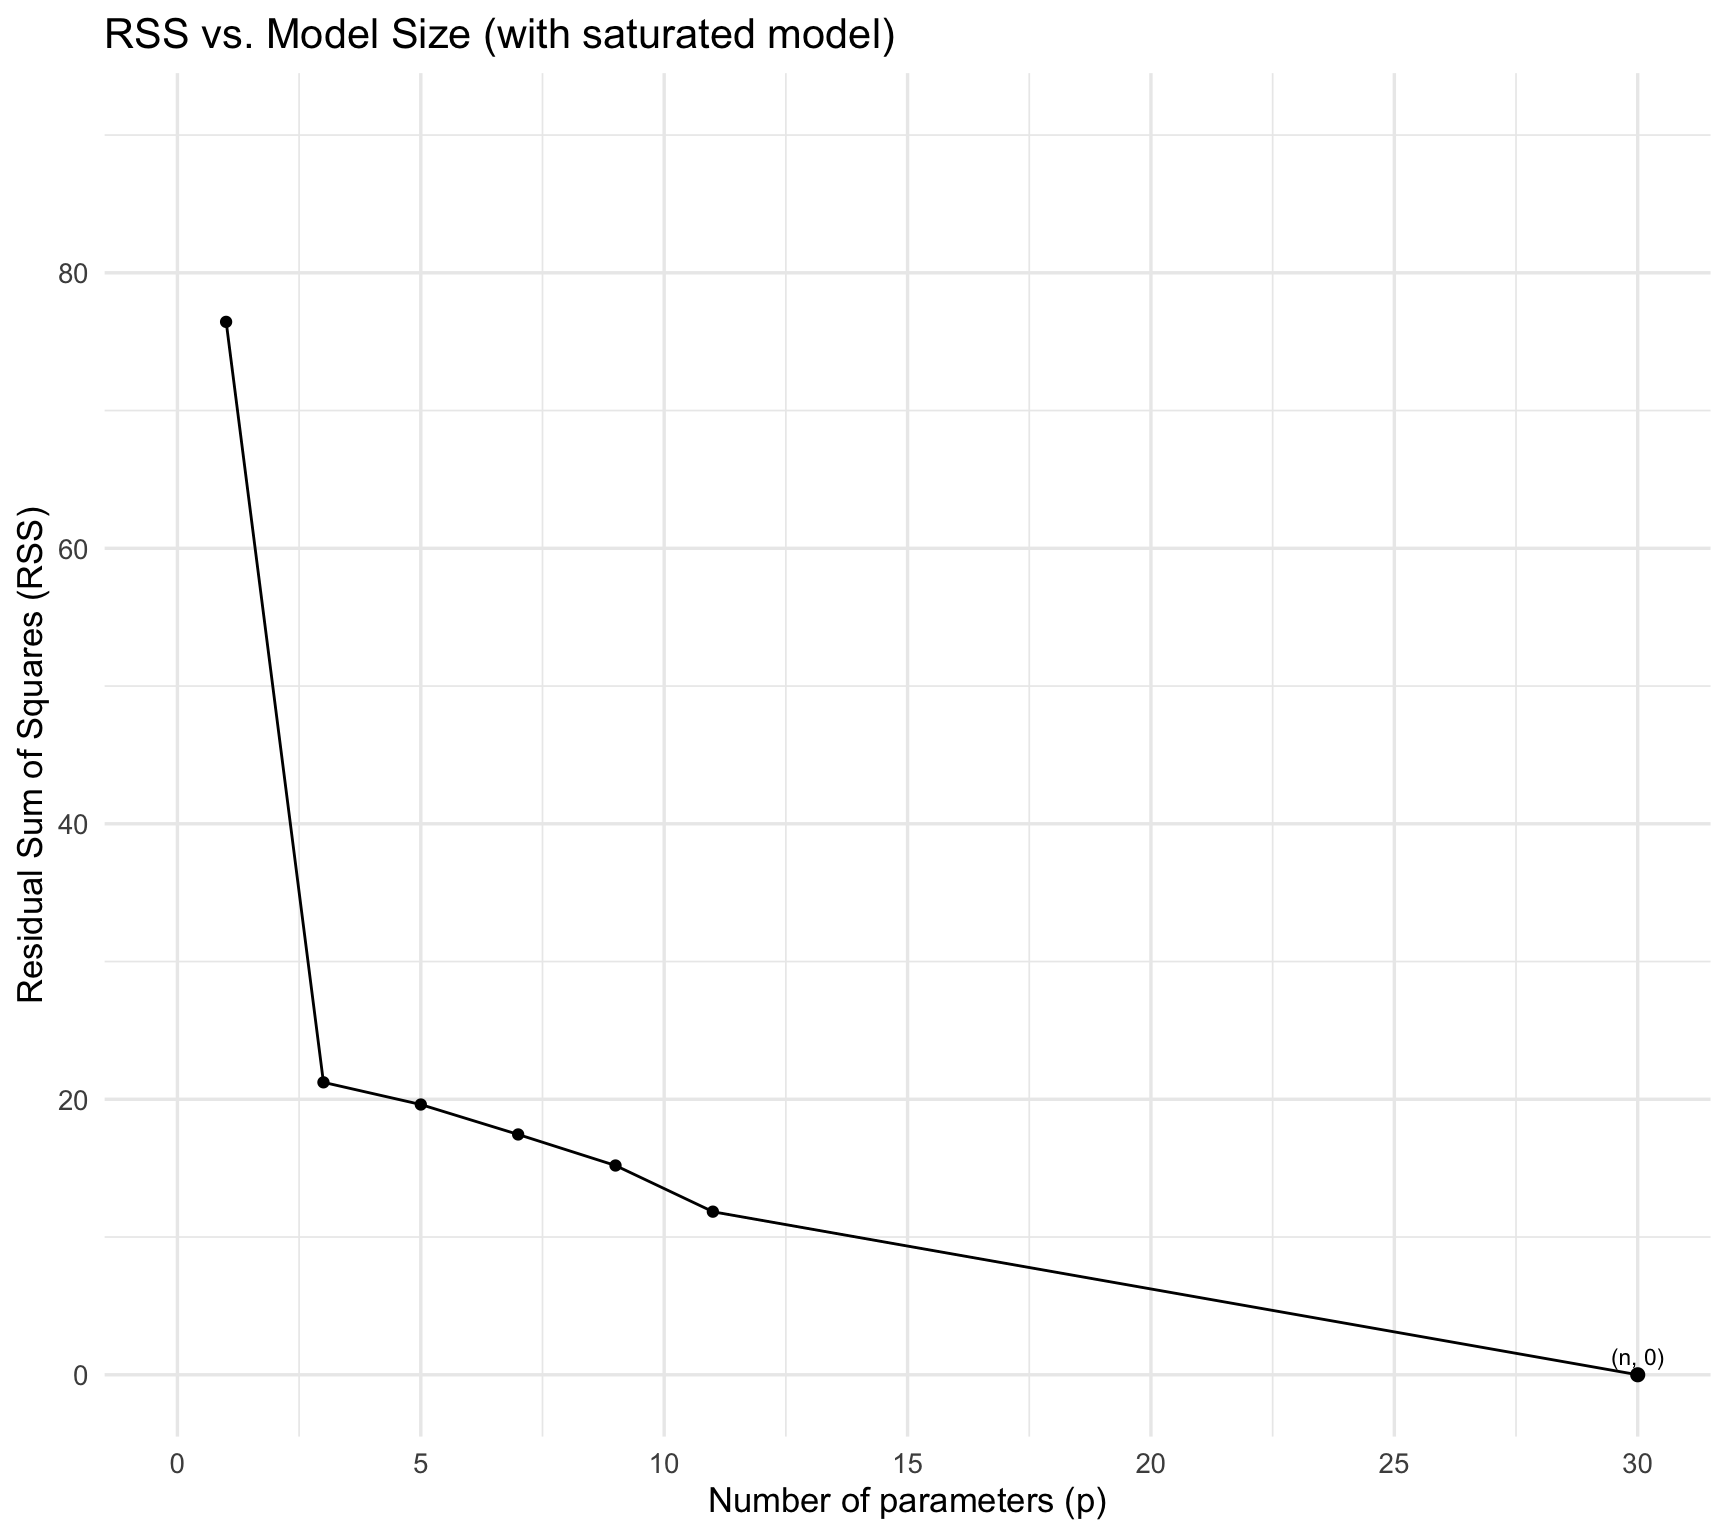 RSS vs. Model Size (with saturated model)
Residual Sum of Squares (RSS)
80
60
40
20
0
(n, 0)
0 5 10 15 20 25 30
Number of parameters (p)